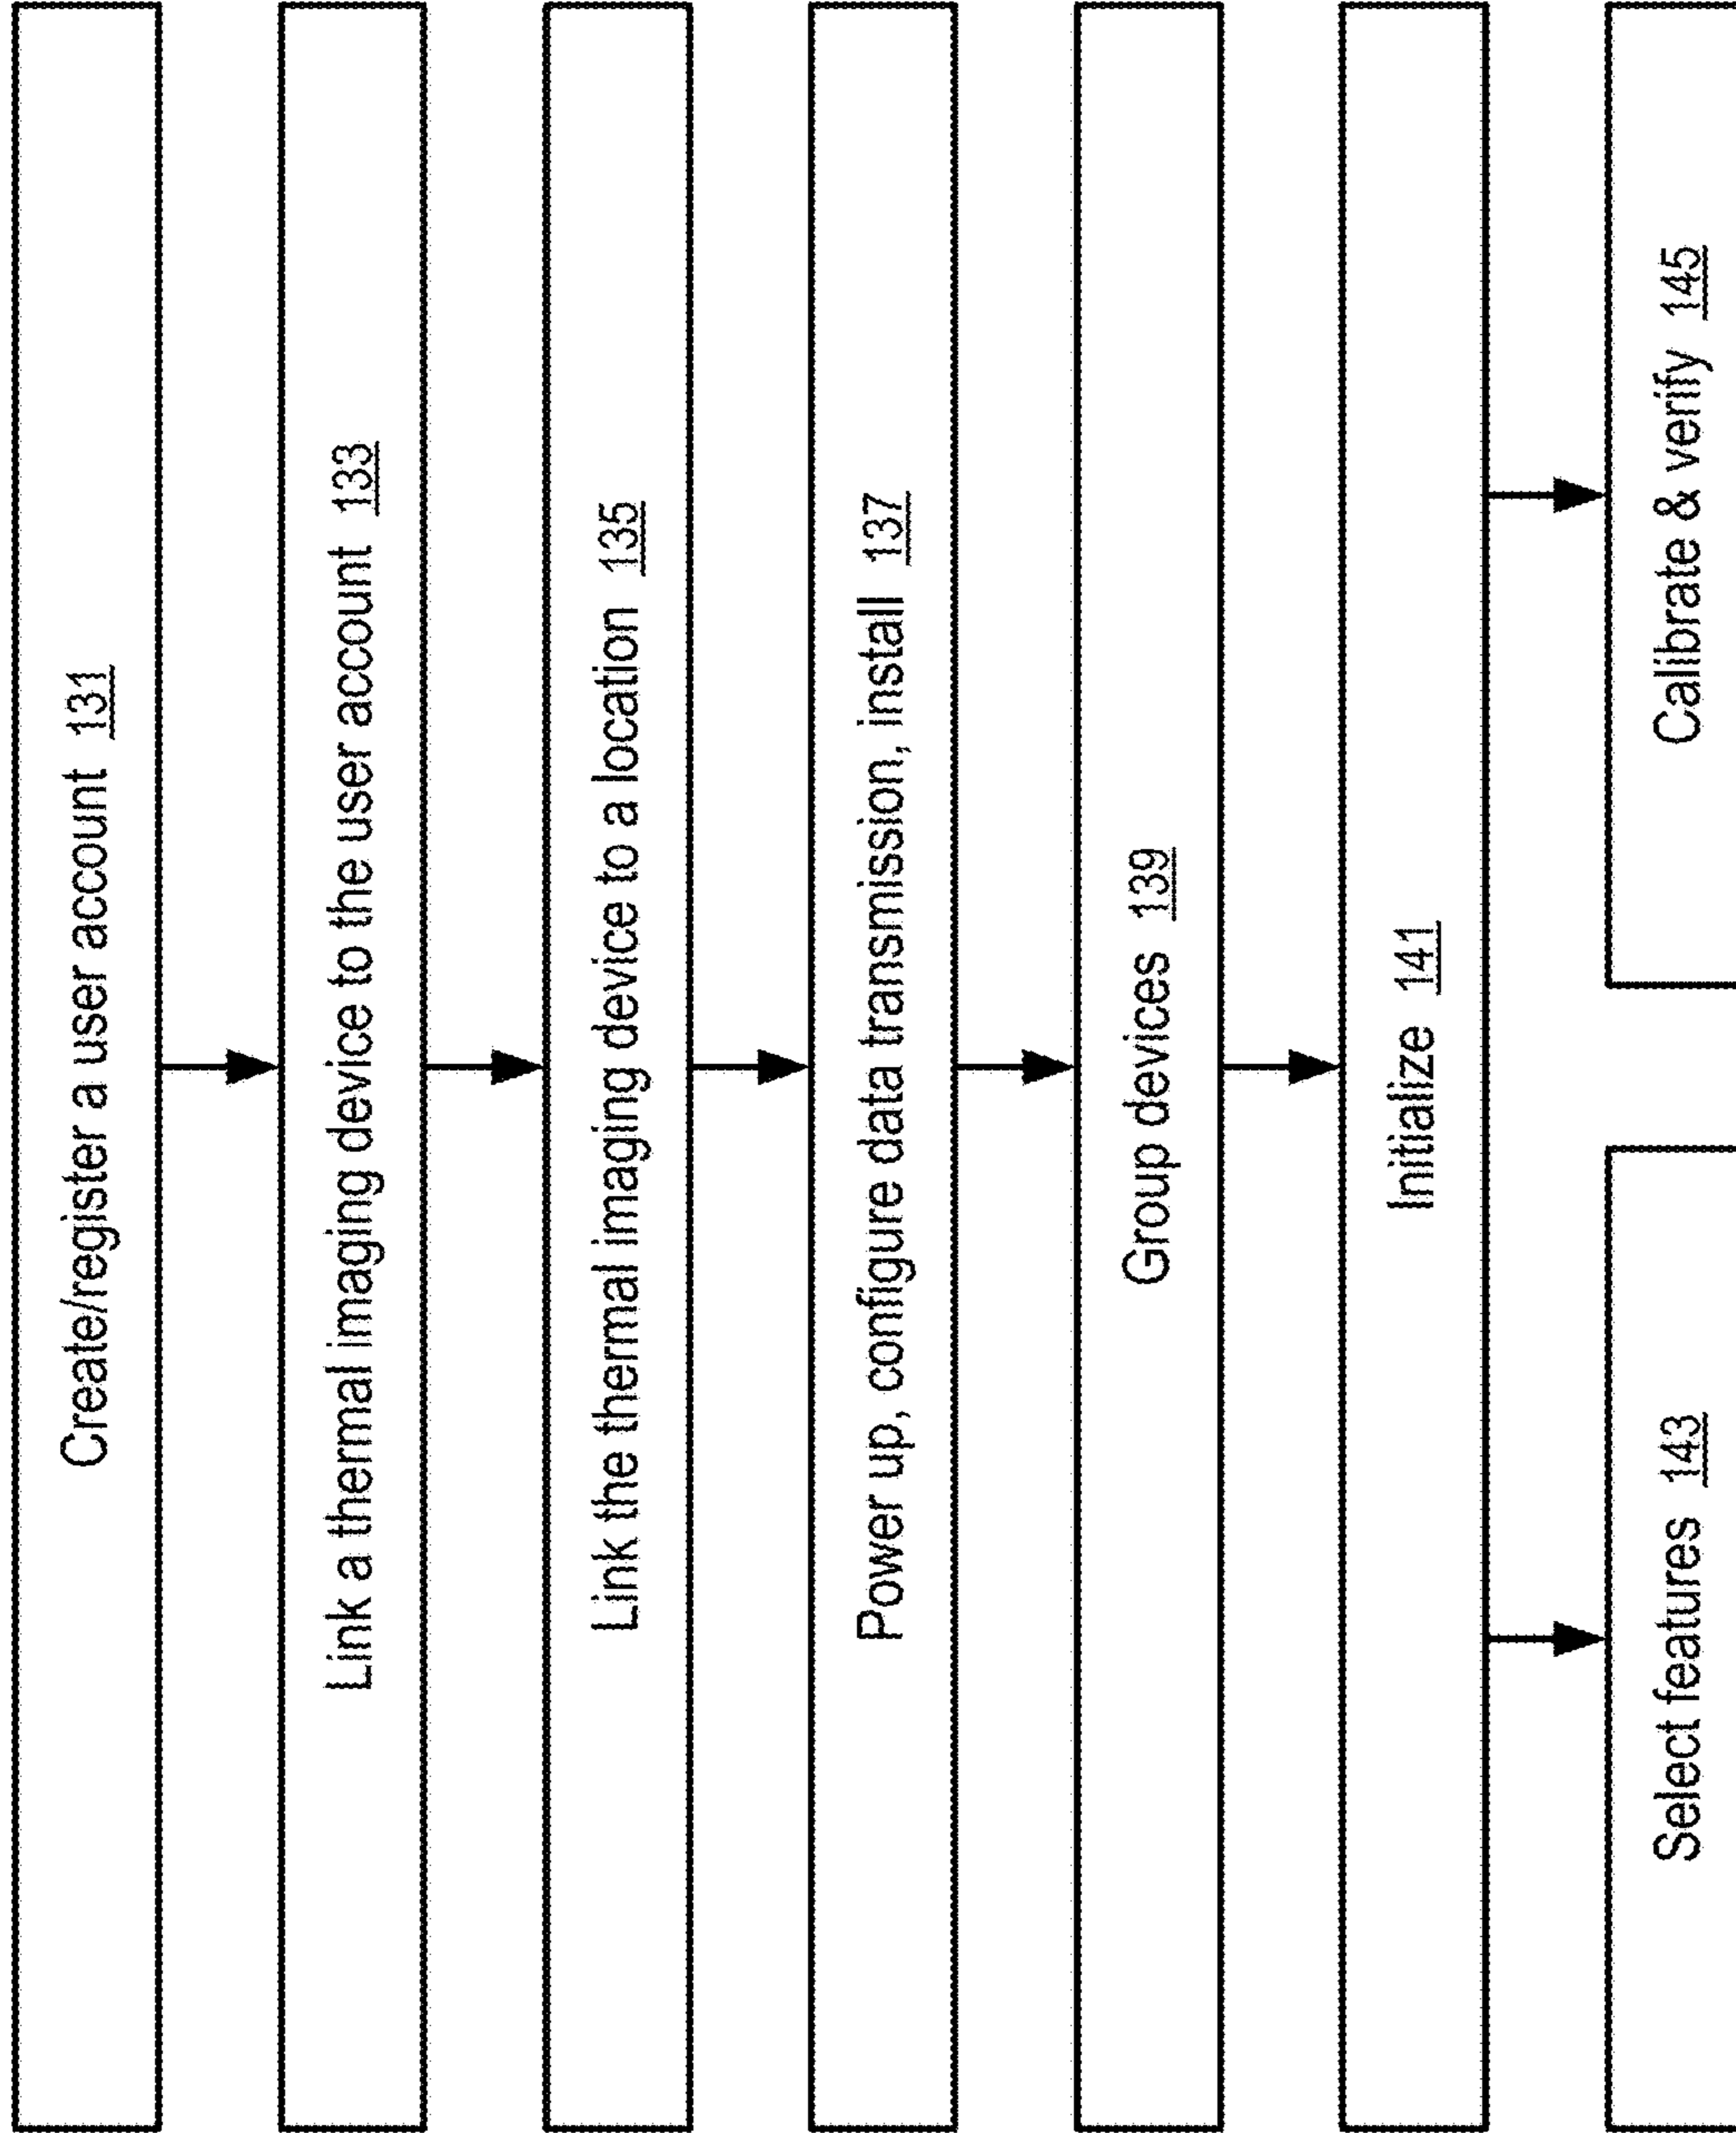 Create/register a user account 131
Link a thermal imaging device to the user account 133
Link the thermal imaging device to a location 135
Power up, configure data transmission, install 137
Group devices 139
Initialize 141
Select features 143
Calibrate & verify 145